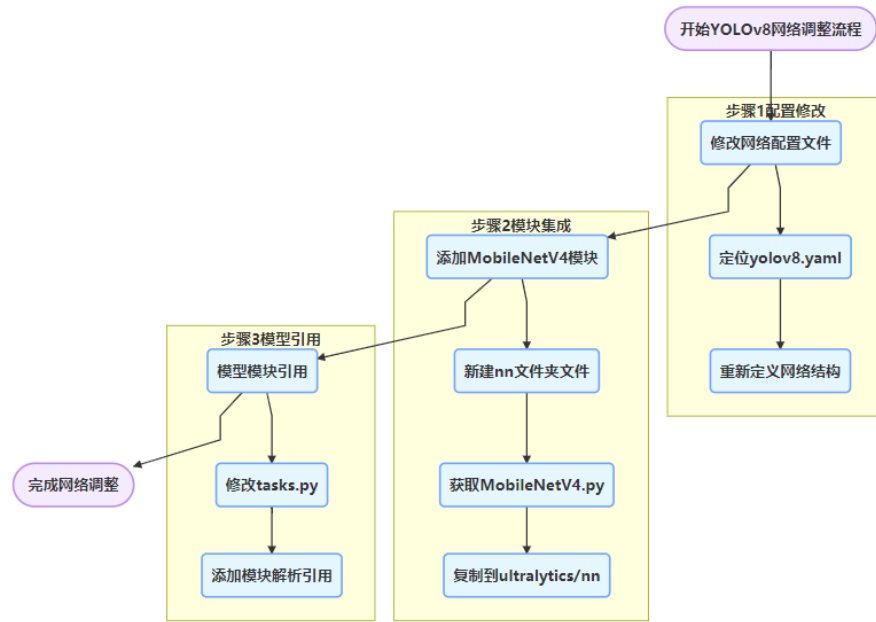 开始YOLOv8网络调整流程
步骤1配置修改
修改网络配置文件
定位yolov8.yaml
重新定义网络结构
步骤2模块集成
添加MobileNetV4模块
新建nn文件夹文件
获取MobileNetV4.py
复制到ultralytics/nn
步骤3模型引用
模型模块引用
修改tasks.py
添加模块解析引用
完成网络调整